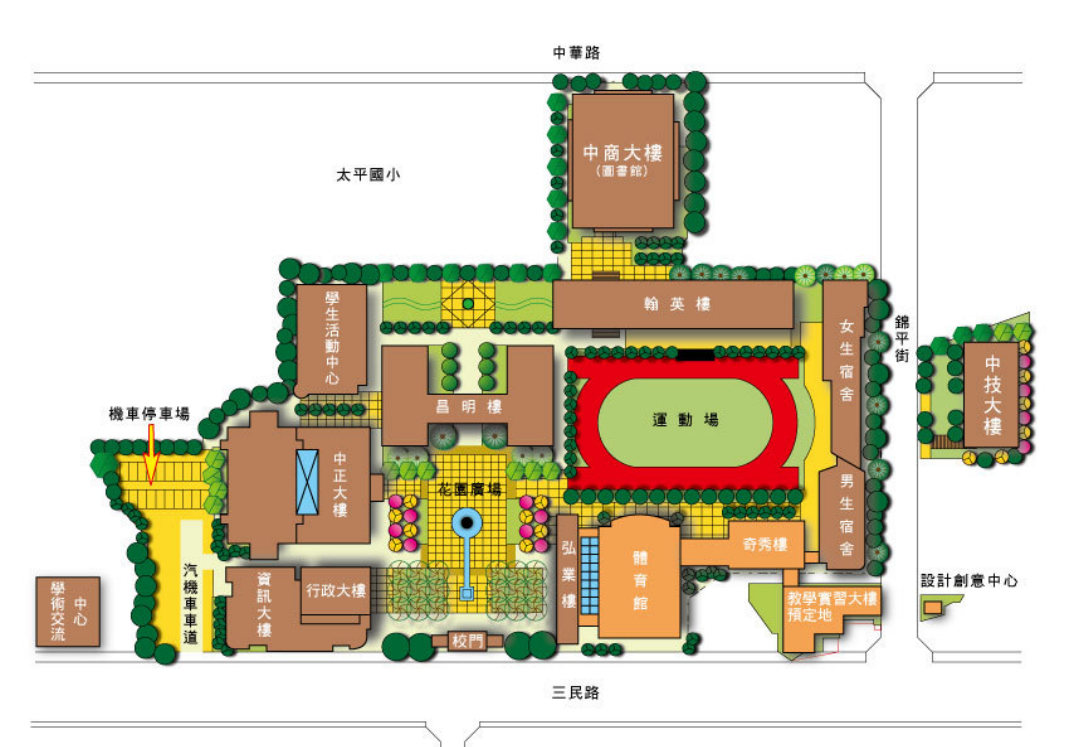 中華路
中商大樓
(圖書館)
太平國小
學生活動中心
翰英樓
女生宿舍
錦平街
中技大樓
昌明樓
運動場
機車停車場
中正大樓
花園廣場
男生宿舍
弘業樓
體育館
奇秀樓
汽機車車道
資訊大樓
行政大樓
學術交流
中心
設計創意中心
教學實習大樓
預定地
校門
三民路